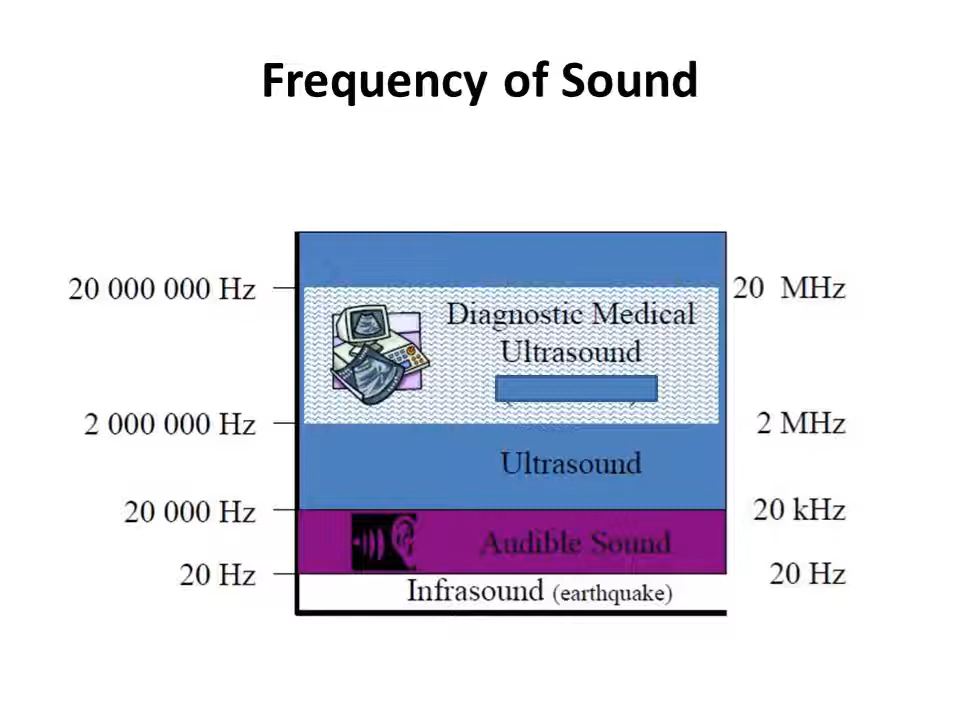 Frequency of Sound
20 000 000 Hz
20 MHz
Diagnostic Medical
Ultrasound
2 000 000 Hz
2 MHz
Ultrasound
20 000 Hz
20 kHz
Audible Sound
20 Hz
20 Hz
Infrasound (earthquake)